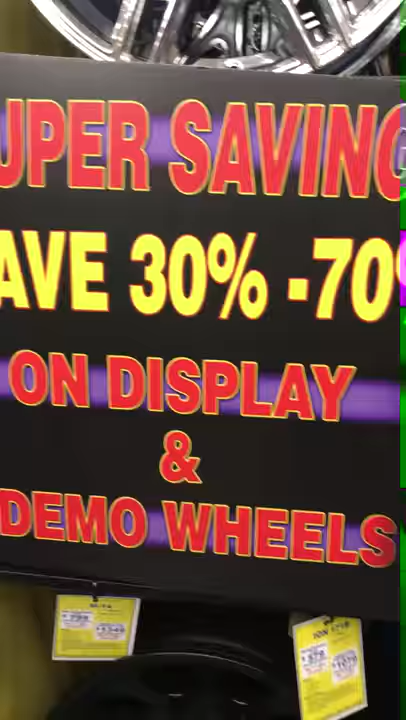 UPER SAVING
AVE 30% -70%
ON DISPLAY
&
DEMO WHEELS